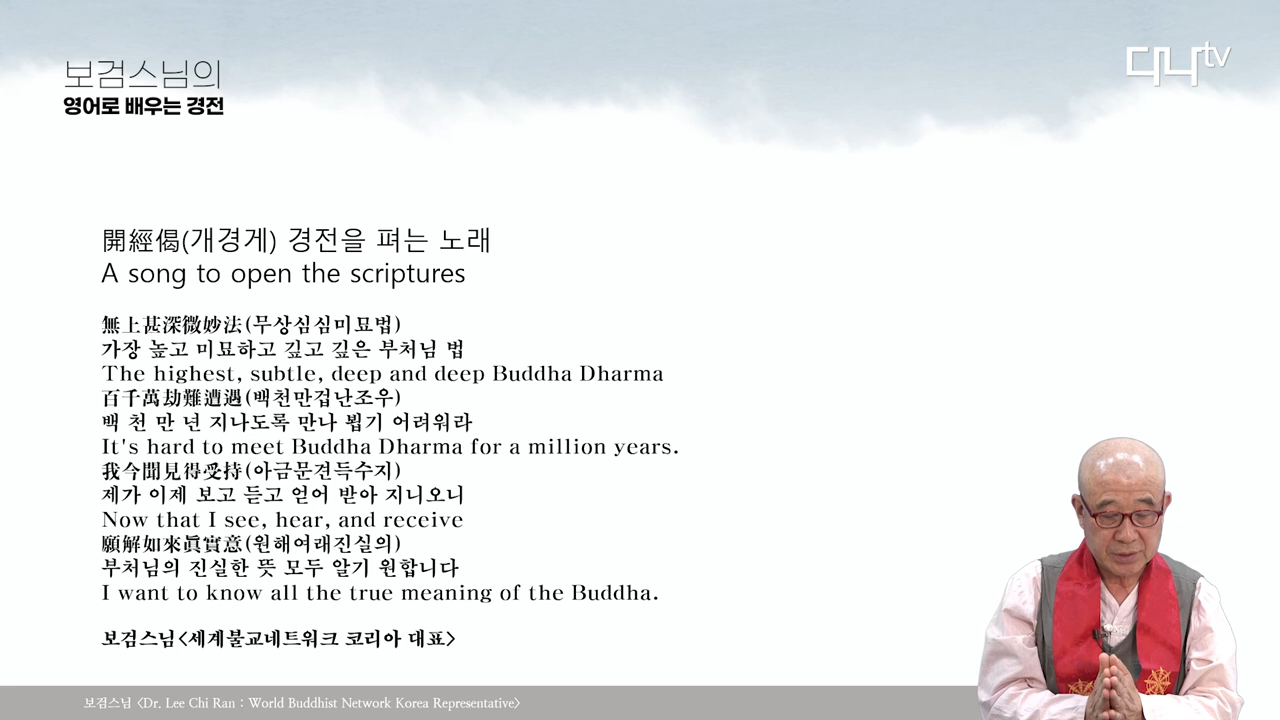 보검스님의
영어로 배우는 경전
다나tv
開經偈(개경게) 경전을 펴는 노래
A song to open the scriptures
無上甚深微妙法(무상심심미묘법)
가장 높고 미묘하고 깊고 깊은 부처님 법
The highest, subtle, deep and deep Buddha Dharma
百千萬劫難遭遇(백천만겁난조우)
백 천 만 년 지나도록 만나 뵙기 어려워라
It's hard to meet Buddha Dharma for a million years.
我今聞見得受持(아금문견득수지)
제가 이제 보고 듣고 얻어 받아 지니오니
Now that I see, hear, and receive
願解如來眞實意(원해여래진실의)
부처님의 진실한 뜻 모두 알기 원합니다
I want to know all the true meaning of the Buddha.
보검스님<세계불교네트워크 코리아 대표>
보검스님 <Dr. Lee Chi Ran : World Buddhist Network Korea Representative>